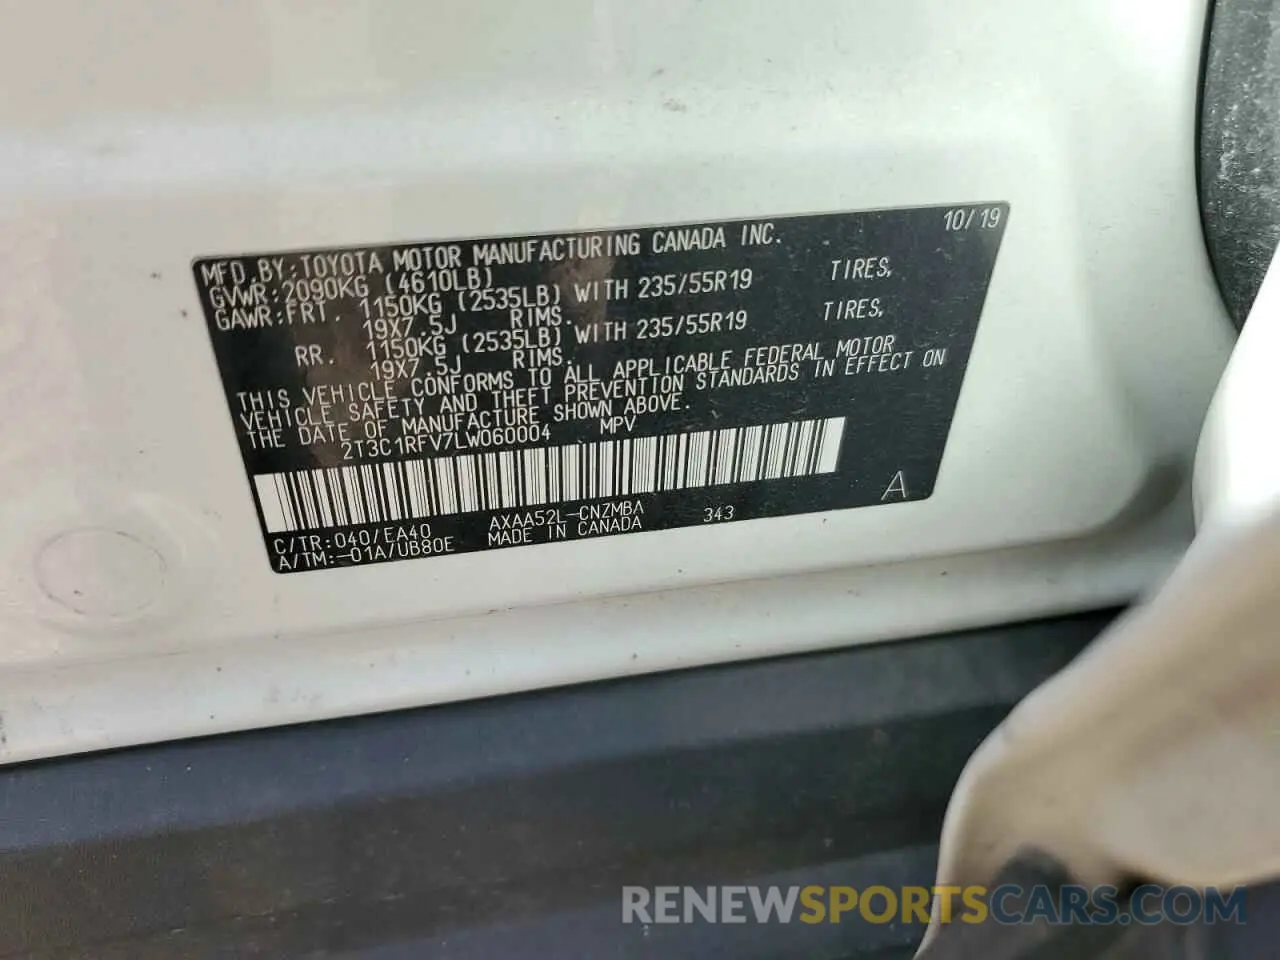 10/19
MFD. BY: TOYOTA MOTOR MANUFACTURING CANADA INC.
GVWR: 2090KG (4610LB)
GAWR: FRT. 1150KG (2535LB) WITH 235/55R19 TIRES,
19X7.5J RIMS.
RR. 1150KG (2535LB) WITH 235/55R19 TIRES,
19X7.5J RIMS.
THIS VEHICLE CONFORMS TO ALL APPLICABLE FEDERAL MOTOR
VEHICLE SAFETY AND THEFT PREVENTION STANDARDS IN EFFECT ON
THE DATE OF MANUFACTURE SHOWN ABOVE.
2T3C1RFV7LW060004 MPV
A
C/TR: 040/EA40 AXAA52L-CNZMBA 343
A/TM: -01A/UB80E MADE IN CANADA
RENEWSPORTSCARS.COM